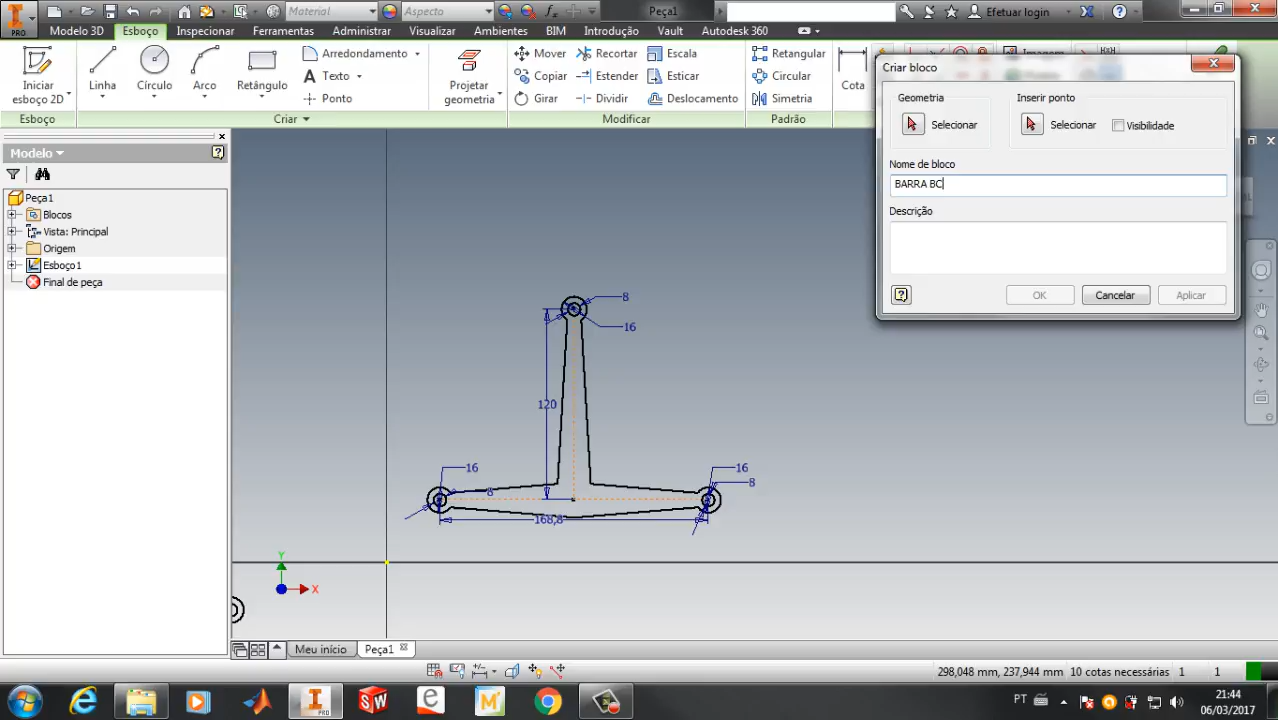 Material
Aspecto
Peça1
Efetuar login
PRO
Modelo 3D
Esboço
Inspecionar
Ferramentas
Administrar
Visualizar
Ambientes
BIM
Introdução
Vault
Autodesk 360
Iniciar
esboço 2D
Linha
Círculo
Arco
Retângulo
Arredondamento
Texto
Ponto
Projetar
geometria
Mover
Copiar
Girar
Recortar
Estender
Dividir
Escala
Esticar
Deslocamento
Retangular
Circular
Simetria
Cota
Esboço
Criar
Modificar
Padrão
Criar bloco
Geometria
Selecionar
Inserir ponto
Selecionar
Visibilidade
Nome de bloco
BARRA BC
Descrição
OK
Cancelar
Aplicar
Modelo
Peça1
Blocos
Vista: Principal
Origem
Esboço1
Final de peça
8
16
120
16
8
16
8
168,8
Y
X
Meu início
Peça1
298,048 mm, 237,944 mm
10 cotas necessárias
1
1
PRO
SW
e
M
PT
21:44
06/03/2017